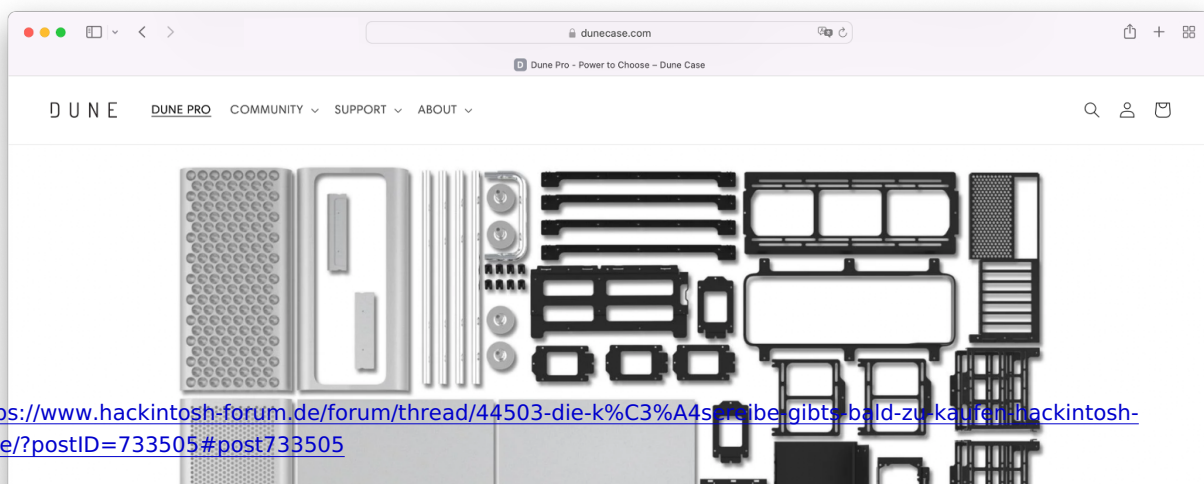 dunecase.com
D Dune Pro - Power to Choose – Dune Case
DUNE DUNE PRO COMMUNITY SUPPORT ABOUT
ps://www.hackintosh-forum.de/forum/thread/44503-die-k%C3%A4sereibe-gibts-bald-zu-kaufen-hackintosh-
e/?postID=733505#post733505